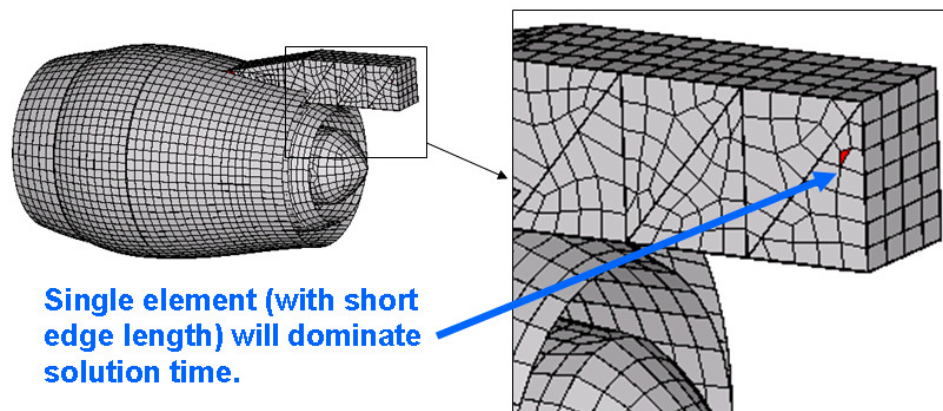 Single element (with short
edge length) will dominate
solution time.